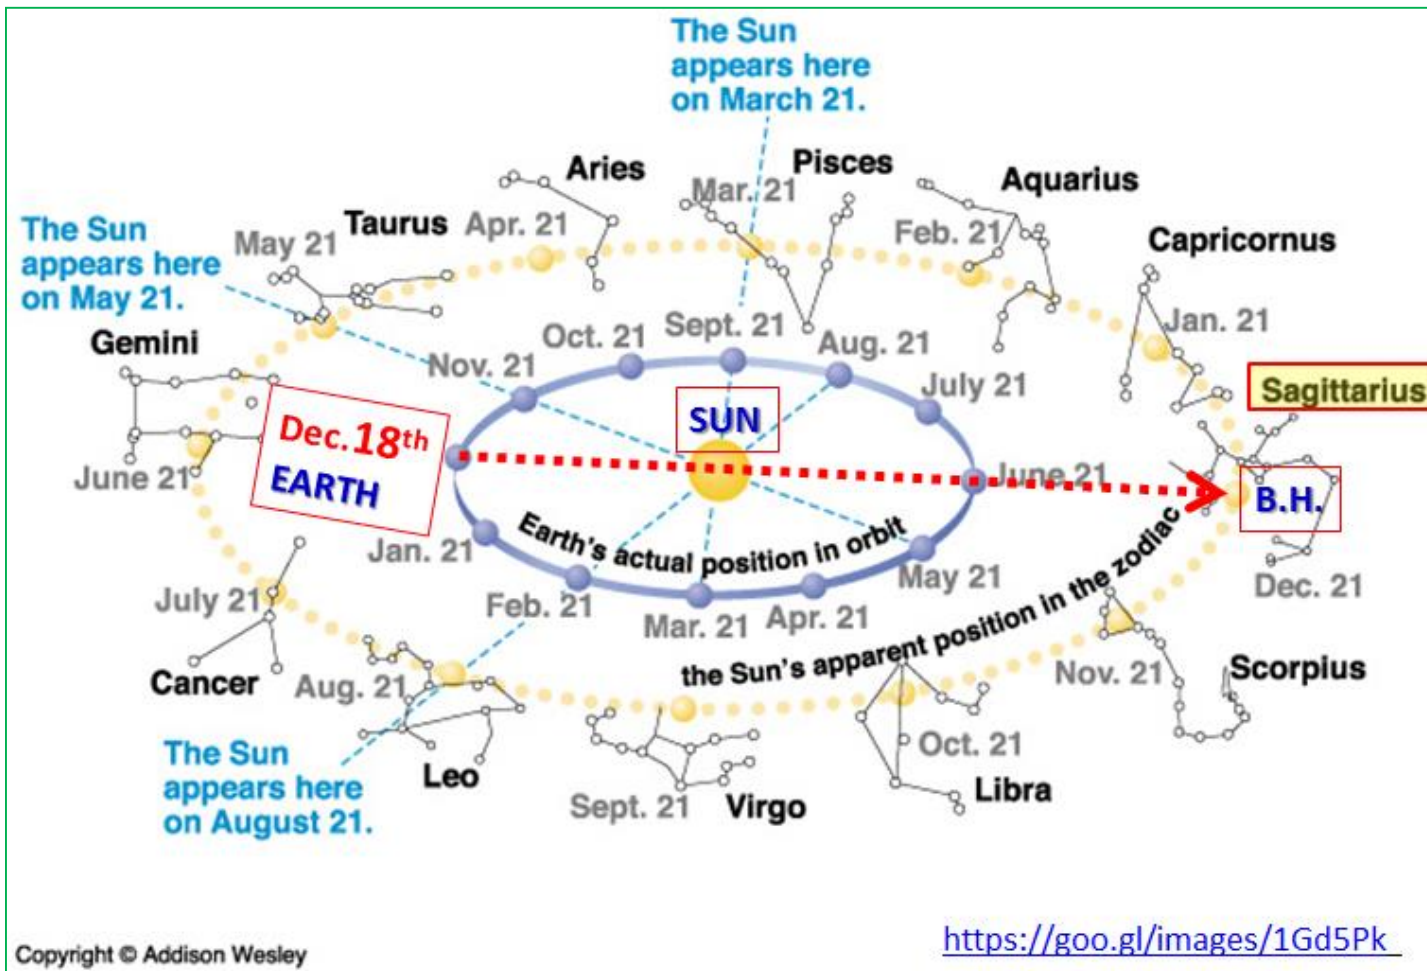 The Sun
appears here
on March 21.
Aries
Mar. 21
Pisces
Aquarius
Taurus
Apr. 21
Feb. 21
Capricornus
The Sun
appears here
on May 21.
May 21
Jan. 21
Gemini
Oct. 21
Sept. 21
Aug. 21
Nov. 21
July 21
Sagittarius
SUN
Dec. 18th
EARTH
June 21
June 21
B.H.
Earth's actual position in orbit
Jan. 21
May 21
Dec. 21
July 21
Feb. 21
Mar. 21
Apr. 21
the Sun's apparent position in the zodiac
Cancer
Aug. 21
Nov. 21
Scorpius
The Sun
appears here
on August 21.
Leo
Sept. 21
Virgo
Oct. 21
Libra
https://goo.gl/images/1Gd5Pk
Copyright © Addison Wesley